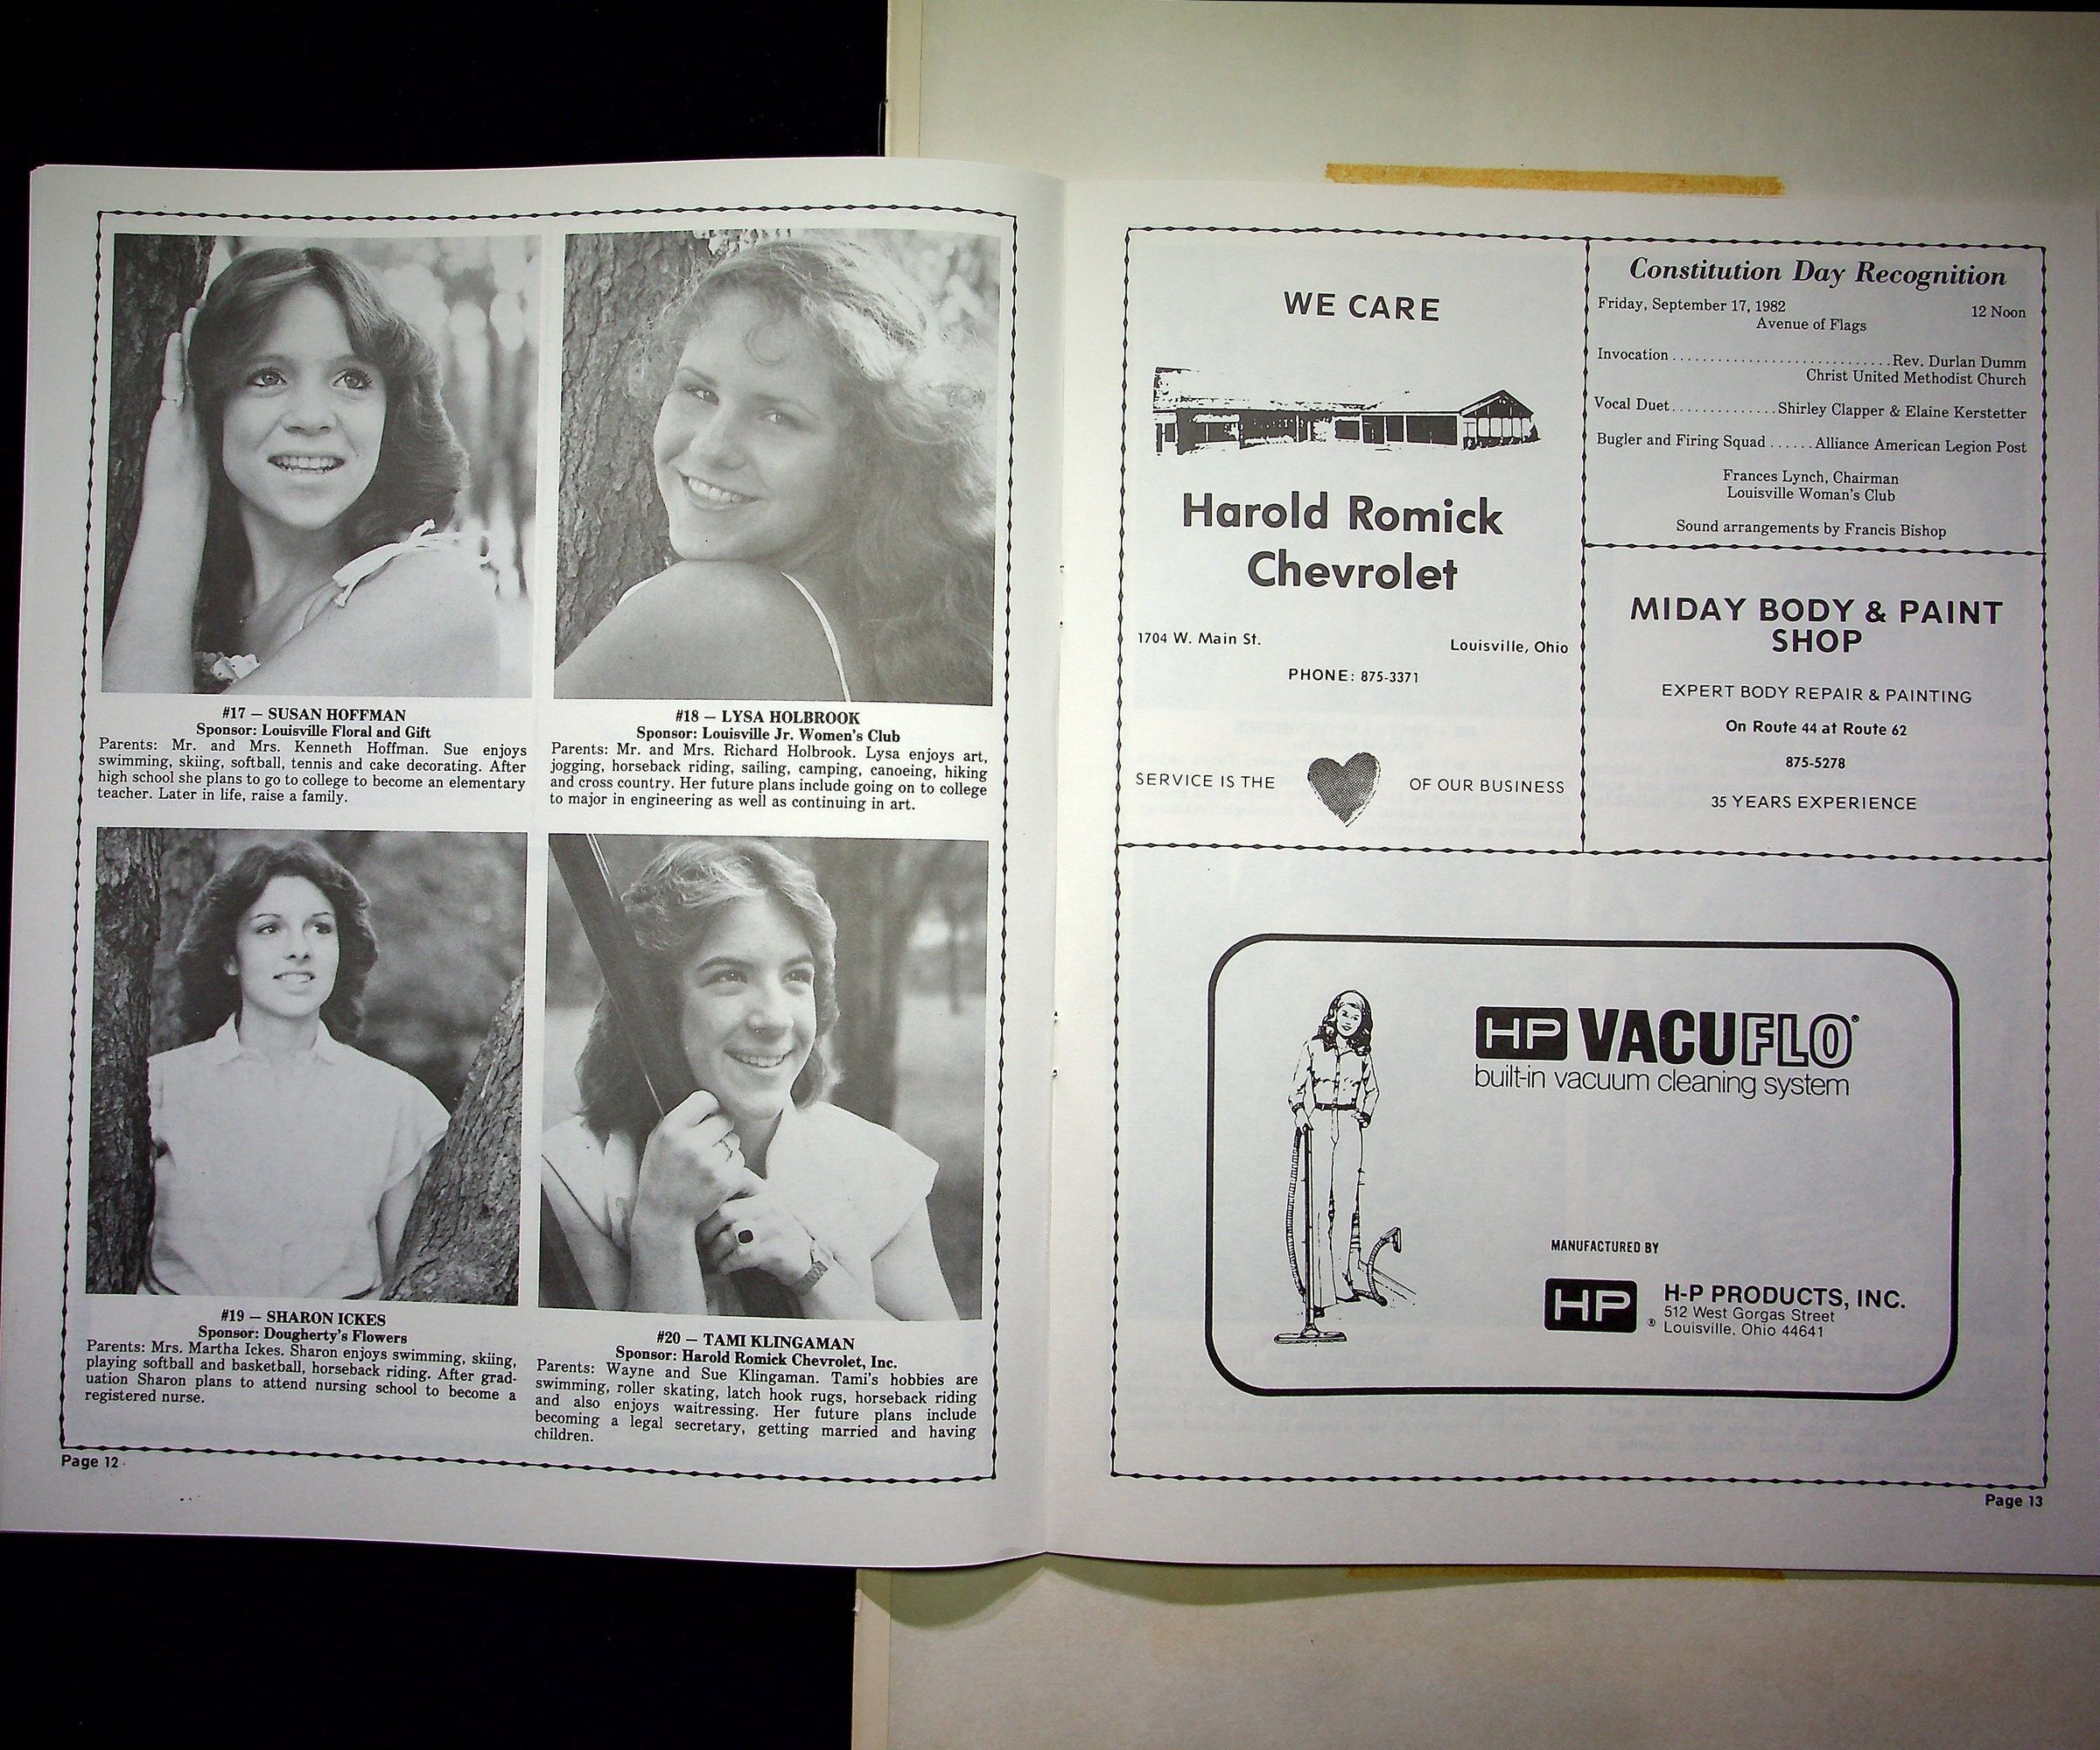 #17 — SUSAN HOFFMAN
Sponsor: Louisville Floral and Gift
Parents: Mr. and Mrs. Kenneth Hoffman. Sue enjoys
swimming, skiing, softball, tennis and cake decorating. After
high school she plans to go to college to become an elementary
teacher. Later in life, raise a family.
#18 — LYSA HOLBROOK
Sponsor: Louisville Jr. Women's Club
Parents: Mr. and Mrs. Richard Holbrook. Lysa enjoys art,
jogging, horseback riding, sailing, camping, canoeing, hiking
and cross country. Her future plans include going on to college
to major in engineering as well as continuing in art.
#19 — SHARON ICKES
Sponsor: Dougherty's Flowers
Parents: Mrs. Martha Ickes. Sharon enjoys swimming, skiing,
playing softball and basketball, horseback riding. After grad-
uation Sharon plans to attend nursing school to become a
registered nurse.
#20 — TAMI KLINGAMAN
Sponsor: Harold Romick Chevrolet, Inc.
Parents: Wayne and Sue Klingaman. Tami's hobbies are
swimming, roller skating, latch hook rugs, horseback riding
and also enjoys waitressing. Her future plans include
becoming a legal secretary, getting married and having
children.
Page 12
WE CARE
Harold Romick
Chevrolet
1704 W. Main St. Louisville, Ohio
PHONE: 875-3371
SERVICE IS THE OF OUR BUSINESS
Constitution Day Recognition
Friday, September 17, 1982 12 Noon
Avenue of Flags
Invocation ............................ Rev. Durlan Dumm
Christ United Methodist Church
Vocal Duet .............. Shirley Clapper & Elaine Kerstetter
Bugler and Firing Squad ...... Alliance American Legion Post
Frances Lynch, Chairman
Louisville Woman's Club
Sound arrangements by Francis Bishop
MIDAY BODY & PAINT
SHOP
EXPERT BODY REPAIR & PAINTING
On Route 44 at Route 62
875-5278
35 YEARS EXPERIENCE
HP VACUFLO®
built-in vacuum cleaning system
MANUFACTURED BY
HP ® H-P PRODUCTS, INC.
512 West Gorgas Street
Louisville, Ohio 44641
Page 13